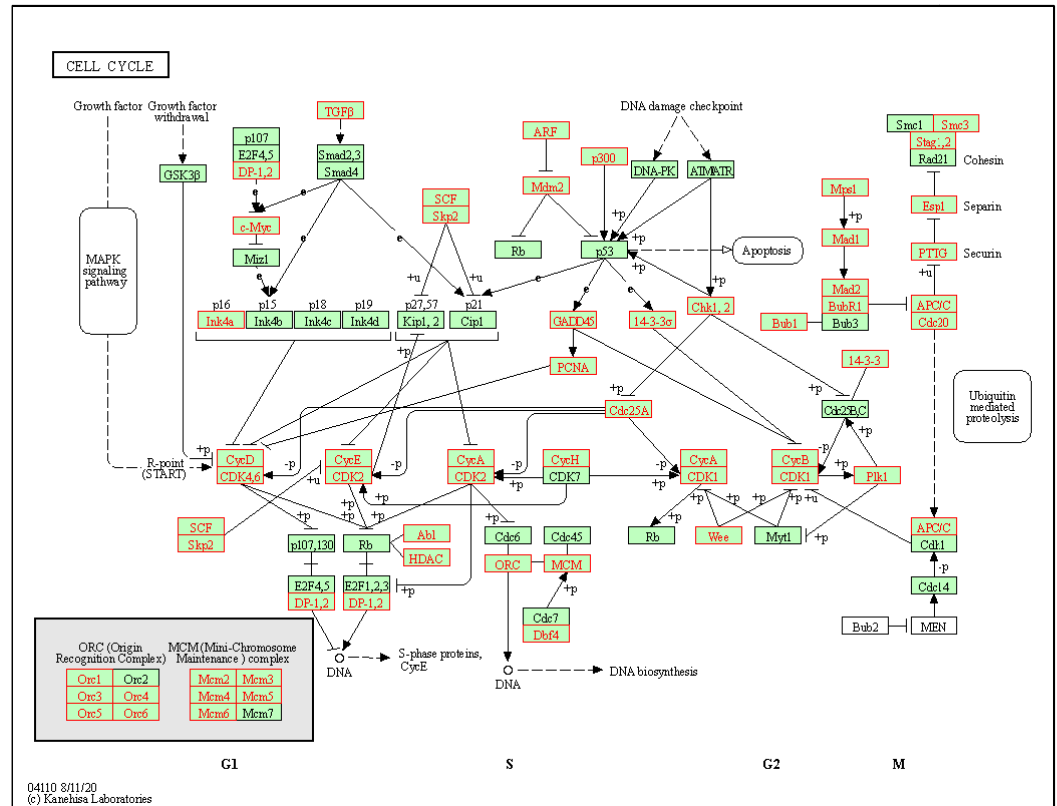 CELL CYCLE
Growth factor
Growth factor
withdrawal
TGFβ
DNA damage checkpoint
p107
E2F4,5
DP-1,2
Smad2,3
Smad4
GSK3β
ARF
p300
DNA-PK
ATM/ATR
Smc1
Smc3
Stag1,2
Rad21
Cohesin
e
e
c-Myc
SCF
Skp2
Mdm2
+p
Mps1
+p
Esp1
Separin
MAPK
signaling
pathway
Miz1
e
e
e
Rb
p53
+p
+p
Apoptosis
Mad1
PTTG
Securin
+u
+u
+u
e
e
e
+p
p16
p15
p18
p19
p27,57
p21
Ink4a
Ink4b
Ink4c
Ink4d
Kip1, 2
Cip1
GADD45
14-3-3σ
Chk1, 2
Mad2
BubR1
Bub3
Bub1
APC/C
Cdc20
+p
PCNA
14-3-3
+p
+p
Cdc25A
Cdc25B,C
Ubiquitin
mediated
proteolysis
R-point
(START)
+p
CycD
CDK4,6
-p
CycE
CDK2
+u
-p
CycA
CDK2
-p
+p
CycH
CDK7
-p
+p
CycA
CDK1
CycB
CDK1
-p
+p
+p
Plk1
+u
SCF
Skp2
+p
+p
+p
+p
+p
+p
+p
+p
+p
p107,130
Rb
Abl
HDAC
Cdc6
Cdc45
Rb
Wee
Myt1
APC/C
Cdh1
ORC
MCM
-p
E2F4,5
DP-1,2
E2F1,2,3
DP-1,2
+p
+p
Cdc7
Dbf4
Cdc14
Bub2
MEN
DNA
S-phase proteins,
CycE
DNA
DNA biosynthesis
ORC (Origin
Recognition Complex)
MCM (Mini-Chromosome
Maintenance ) complex
Orc1
Orc2
Mcm2
Mcm3
Orc3
Orc4
Mcm4
Mcm5
Orc5
Orc6
Mcm6
Mcm7
G1
S
G2
M
04110 8/11/20
(c) Kanehisa Laboratories